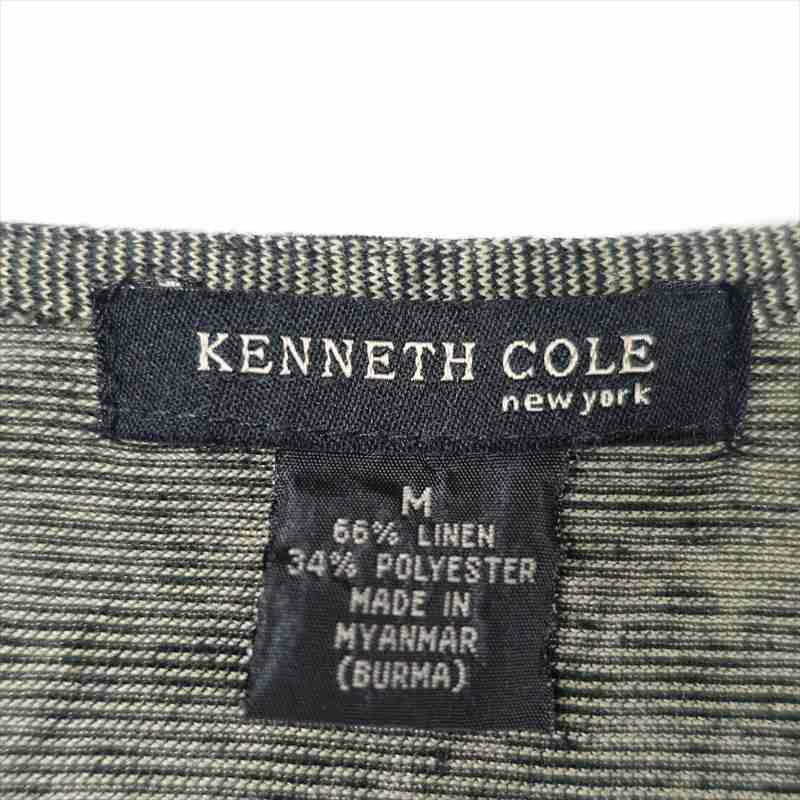 KENNETH COLE
new york
M
66% LINEN
34% POLYESTER
MADE IN
MYANMAR
(BURMA)